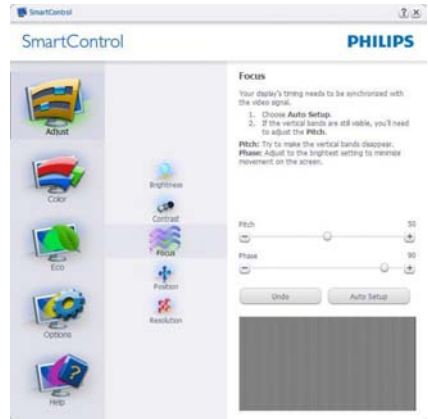 SmartControl
SmartControl
PHILIPS
Adjust
Color
Eco
Options
Help
Brightness
Contrast
Focus
Position
Resolution
Focus
Your display's timing needs to be synchronized with
the video signal.
1. Choose Auto Setup.
2. If the vertical bands are still visible, you'll need
to adjust the Pitch.
Pitch: Try to make the vertical bands disappear.
Phase: Adjust to the brightest setting to minimise
movement on the screen.
Pitch 50
Phase 90
Undo Auto Setup